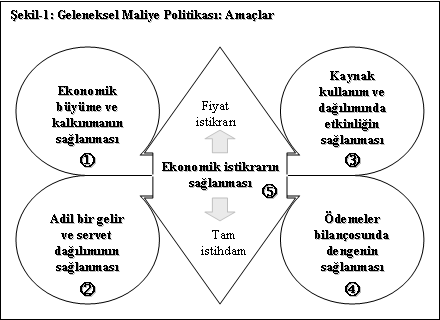 Şekil-1: Geleneksel Maliye Politikası: Amaçlar
Ekonomik
büyüme ve
kalkınmanın
sağlanması
①
Adil bir gelir
ve servet
dağılımının
sağlanması
②
Fiyat
istikrarı
Ekonomik istikrarın
sağlanması
⑤
Tam
istihdam
Kaynak
kullanım ve
dağılımında
etkinliğin
sağlanması
③
Ödemeler
bilançosunda
dengenin
sağlanması
④